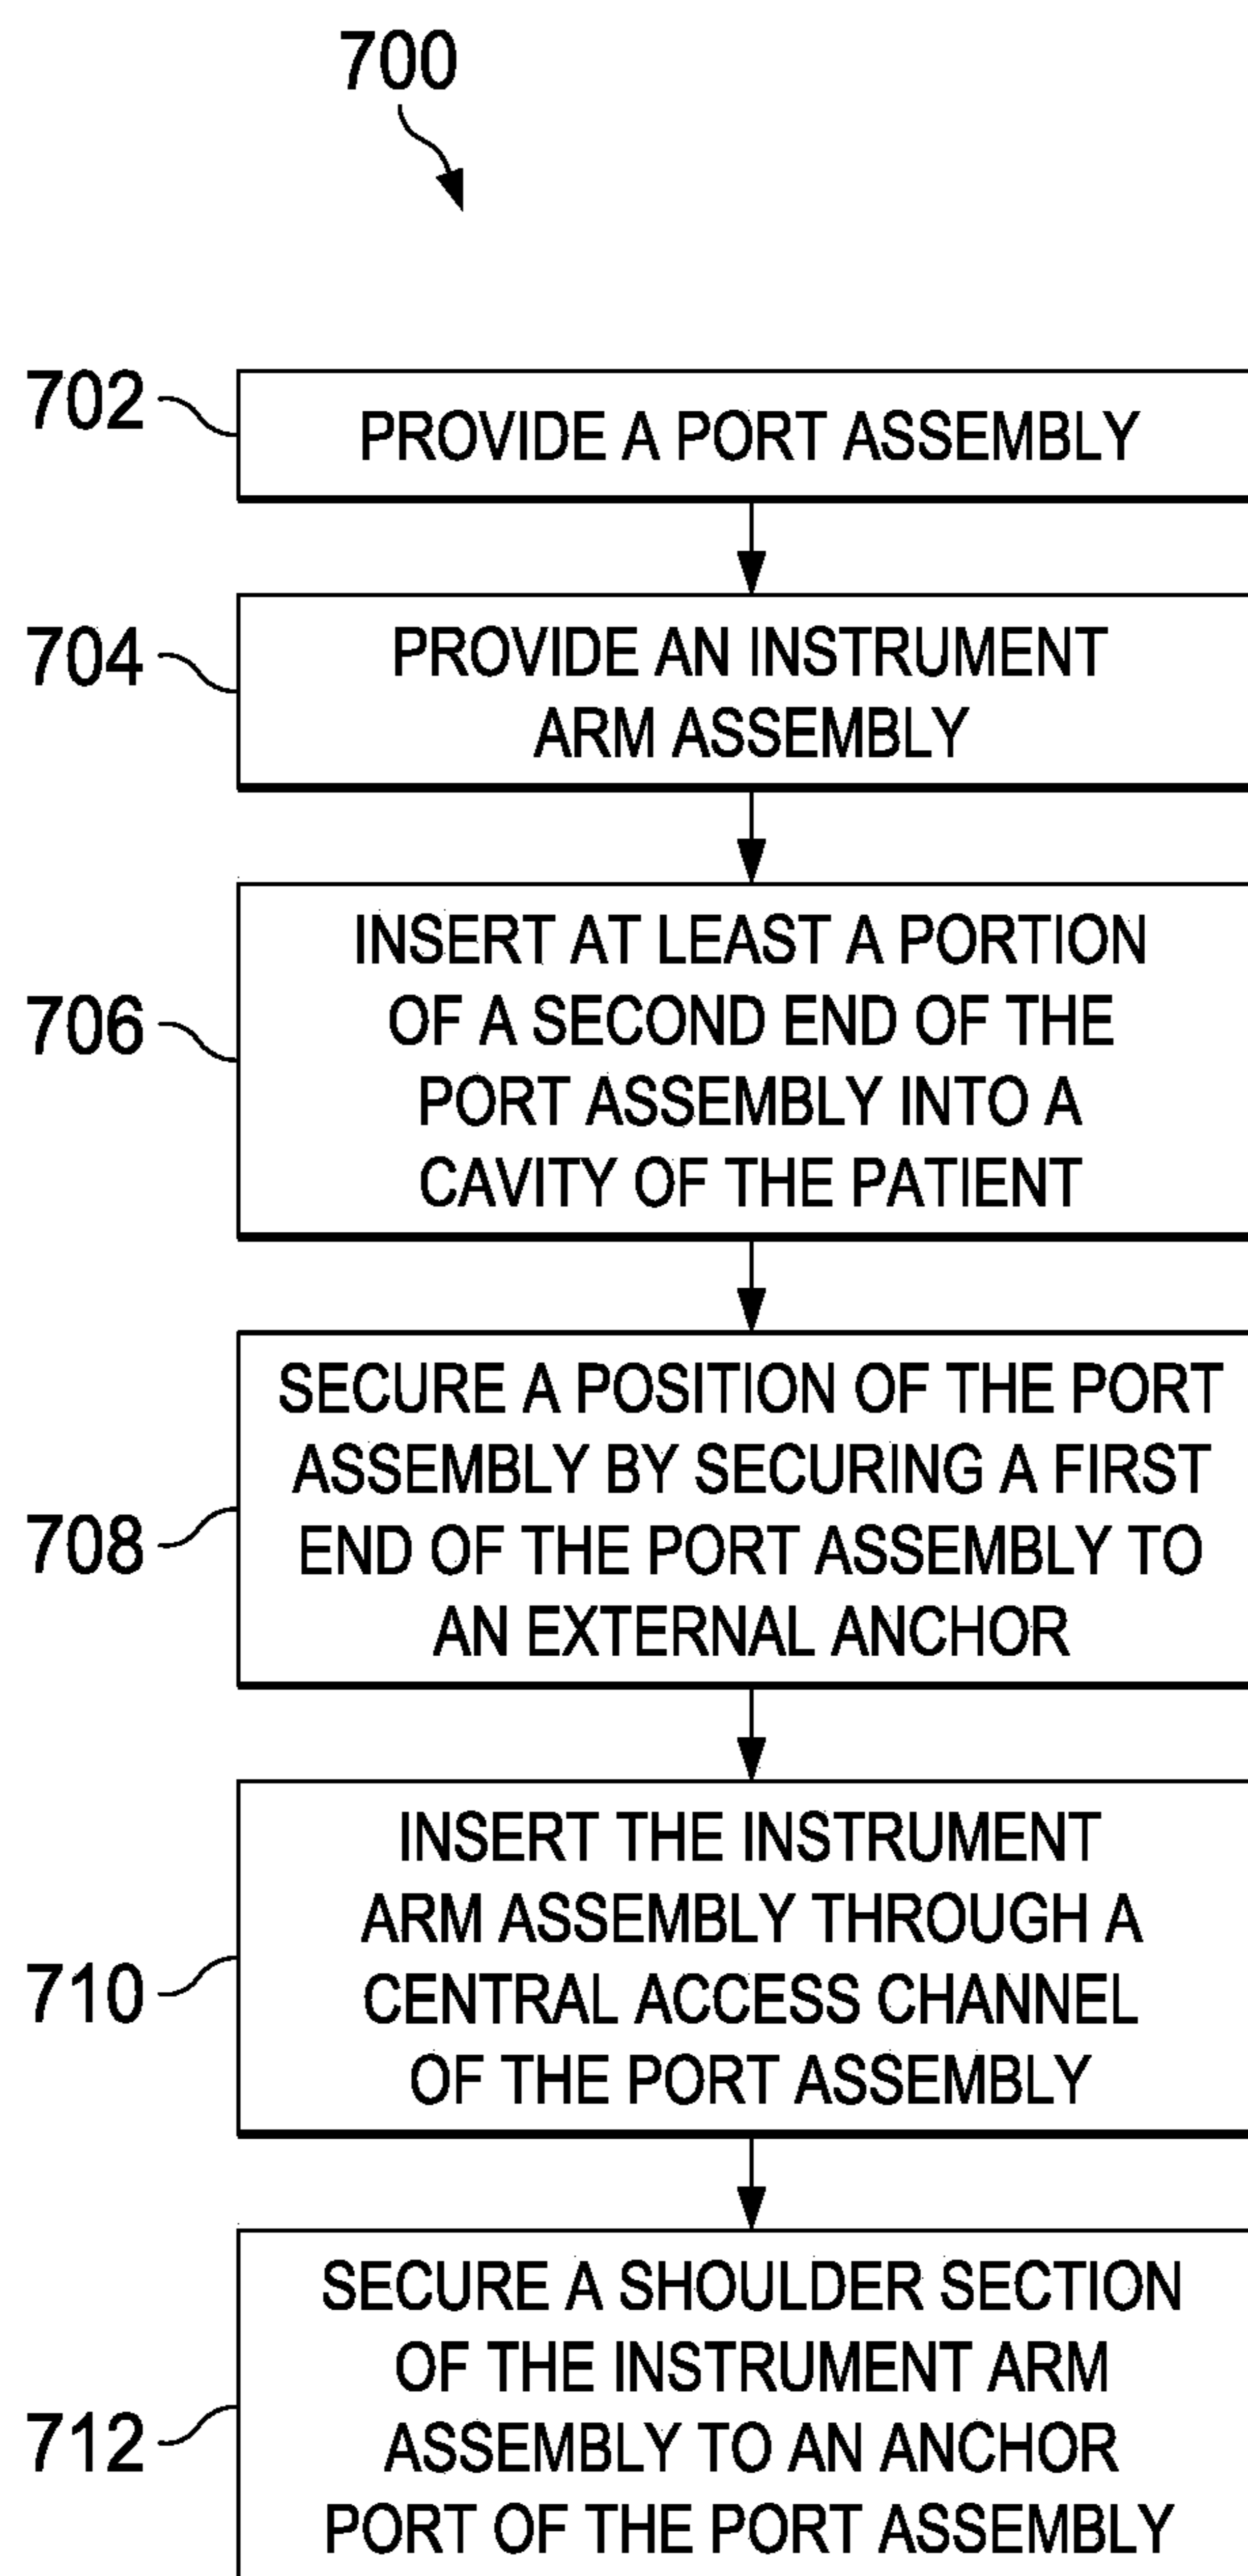 700
702
PROVIDE A PORT ASSEMBLY
704
PROVIDE AN INSTRUMENT
ARM ASSEMBLY
706
INSERT AT LEAST A PORTION
OF A SECOND END OF THE
PORT ASSEMBLY INTO A
CAVITY OF THE PATIENT
708
SECURE A POSITION OF THE PORT
ASSEMBLY BY SECURING A FIRST
END OF THE PORT ASSEMBLY TO
AN EXTERNAL ANCHOR
710
INSERT THE INSTRUMENT
ARM ASSEMBLY THROUGH A
CENTRAL ACCESS CHANNEL
OF THE PORT ASSEMBLY
712
SECURE A SHOULDER SECTION
OF THE INSTRUMENT ARM
ASSEMBLY TO AN ANCHOR
PORT OF THE PORT ASSEMBLY